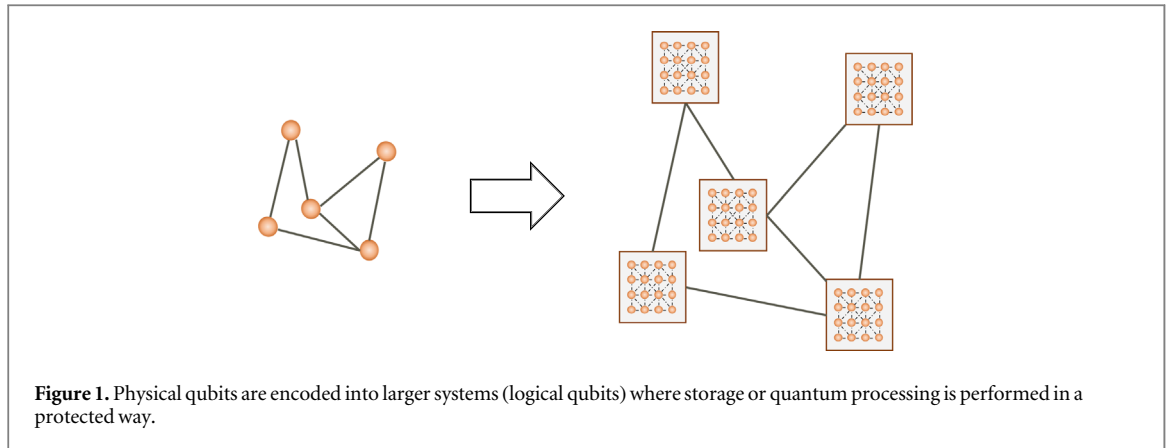 Figure 1. Physical qubits are encoded into larger systems (logical qubits) where storage or quantum processing is performed in a
protected way.